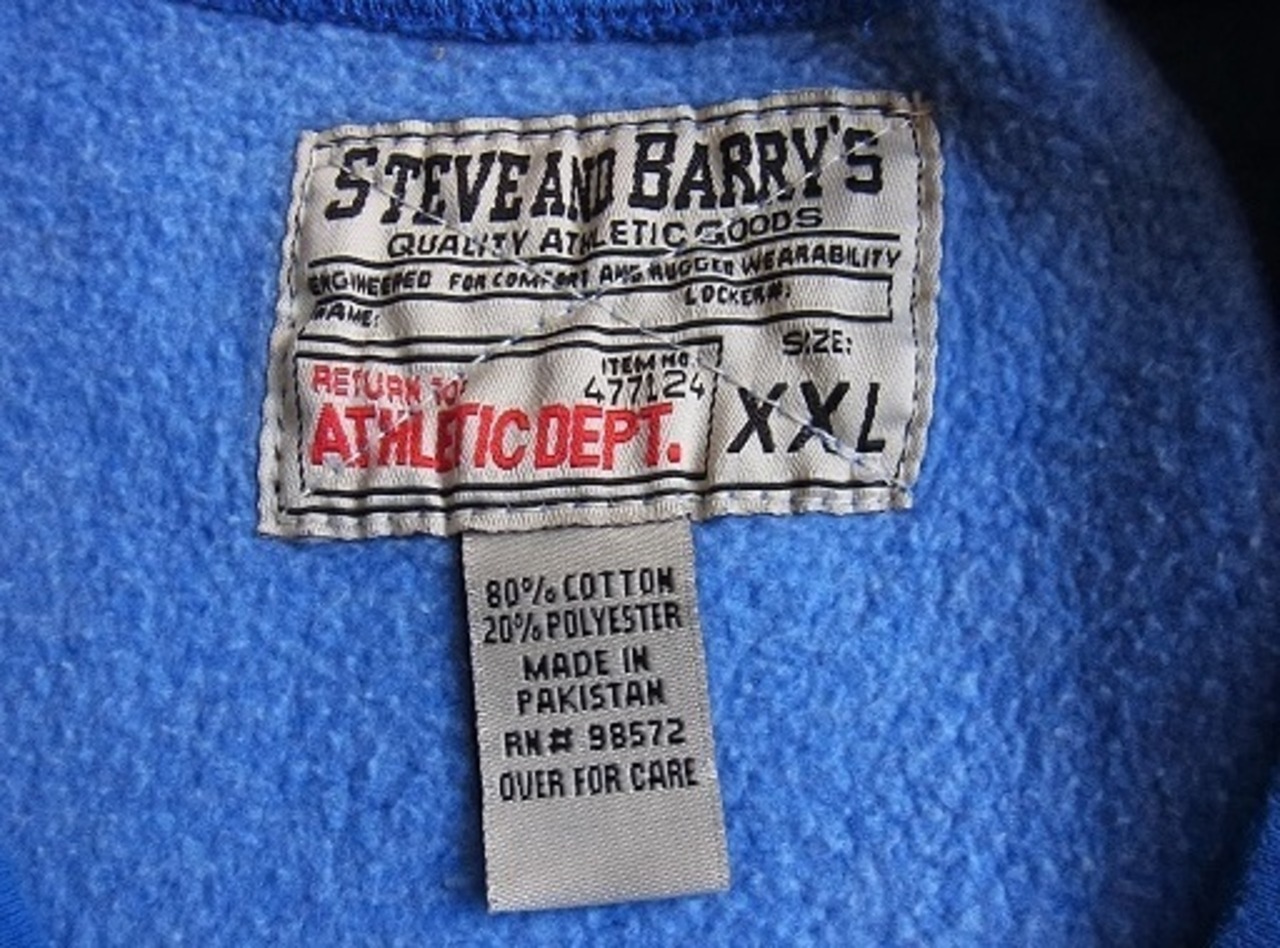 STEVE AND BARRY'S
QUALITY ATHLETIC GOODS
ENGINEERED FOR COMFORT AND RUGGED WEARABILITY
NAME: LOCKER#:
RETURN TO: ITEM NO. SIZE:
477124
ATHLETIC DEPT. XXL
80% COTTON
20% POLYESTER
MADE IN
PAKISTAN
RN# 98572
OVER FOR CARE